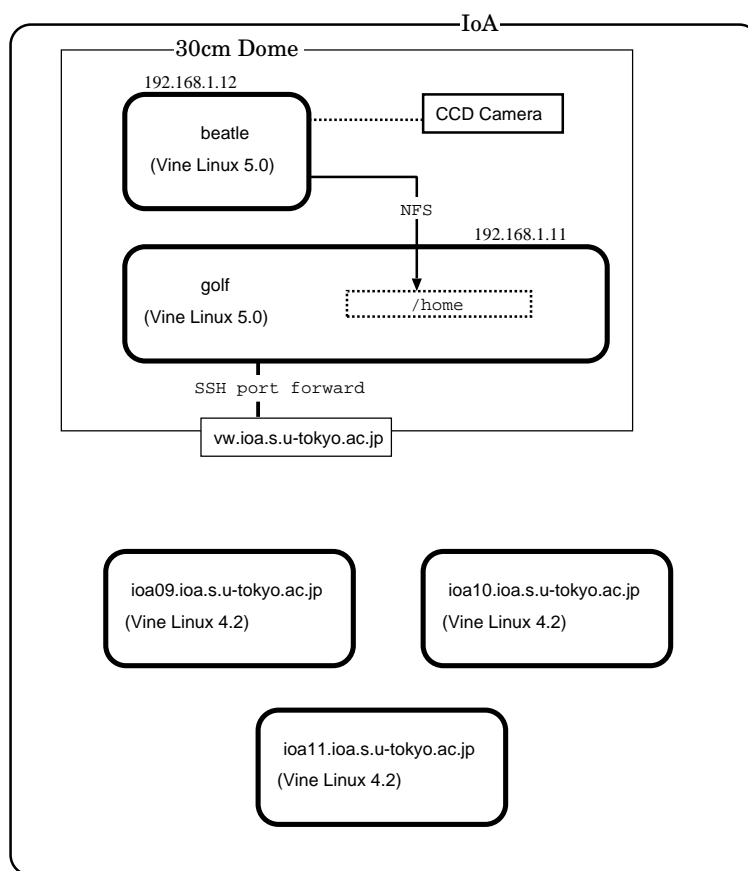 IoA
30cm Dome
192.168.1.12
beatle
(Vine Linux 5.0)
CCD Camera
NFS
192.168.1.11
golf
(Vine Linux 5.0)
/home
SSH port forward
vw.ioa.s.u-tokyo.ac.jp
ioa09.ioa.s.u-tokyo.ac.jp
(Vine Linux 4.2)
ioa10.ioa.s.u-tokyo.ac.jp
(Vine Linux 4.2)
ioa11.ioa.s.u-tokyo.ac.jp
(Vine Linux 4.2)